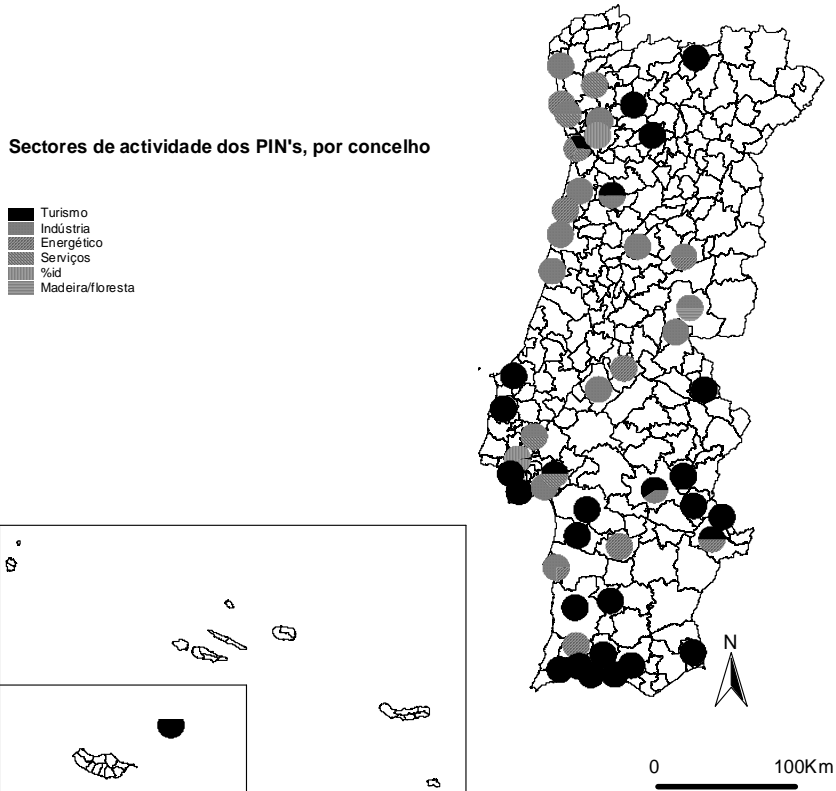 Sectores de actividade dos PIN's, por concelho
Turismo
Indústria
Energético
Serviços
%id
Madeira/floresta
N
0 100Km